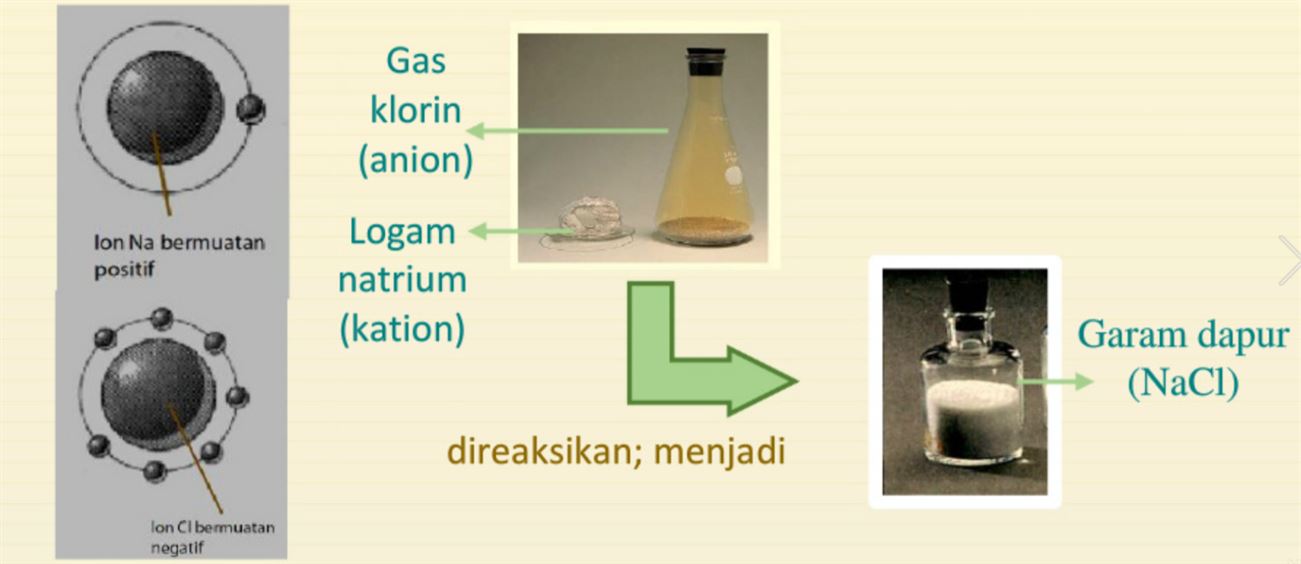 Gas
klorin
(anion)
Logam
natrium
(kation)
Ion Na bermuatan
positif
Ion Cl bermuatan
negatif
direaksikan; menjadi
Garam dapur
(NaCl)